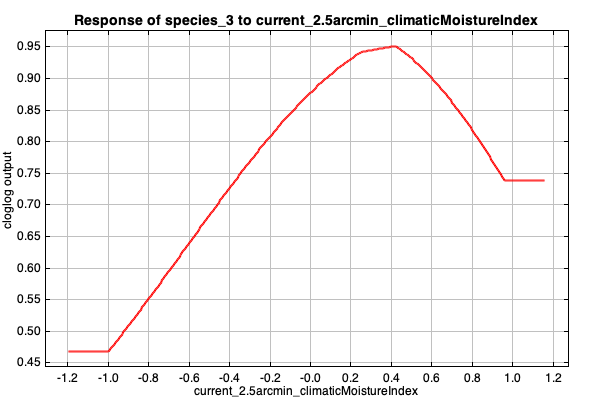 Response of species_3 to current_2.5arcmin_climaticMoistureIndex
0.95
0.90
0.85
0.80
0.75
0.70
0.65
0.60
0.55
0.50
0.45
cloglog output
-1.2 -1.0 -0.8 -0.6 -0.4 -0.2 -0.0 0.2 0.4 0.6 0.8 1.0 1.2
current_2.5arcmin_climaticMoistureIndex